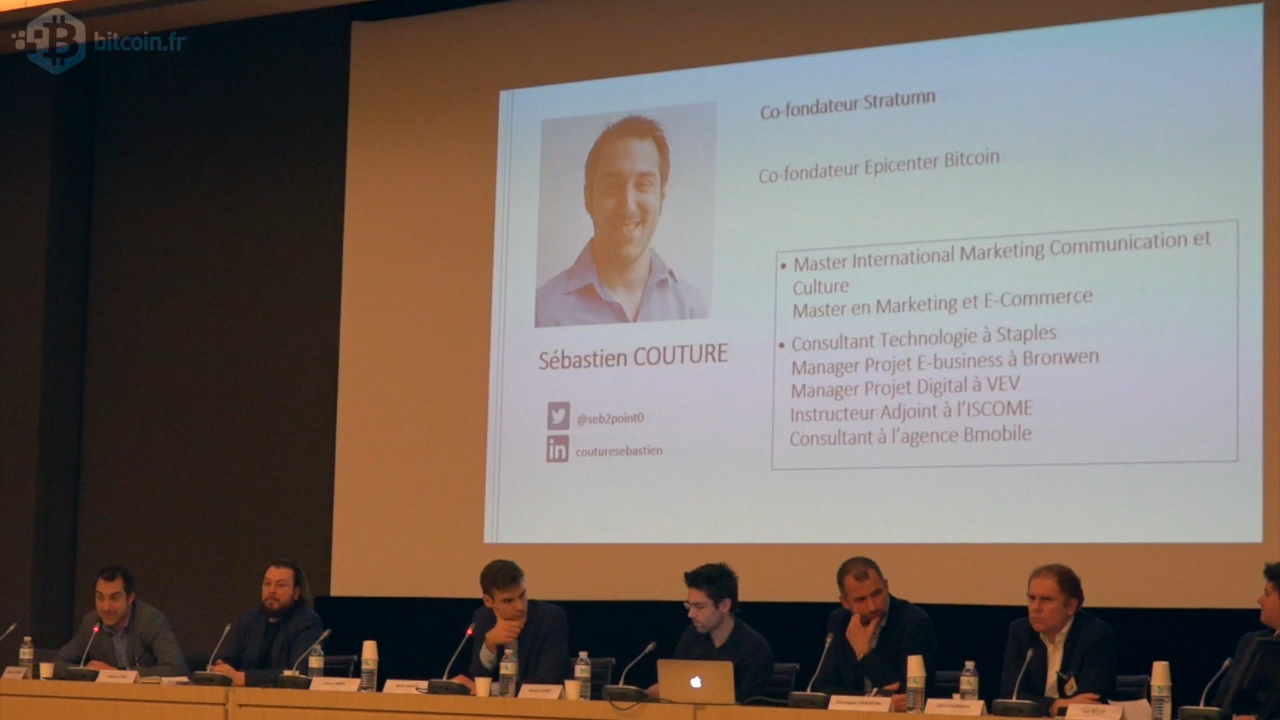 bitcoin.fr
Co-fondateur Stratumn
Co-fondateur Epicenter Bitcoin
• Master International Marketing Communication et
Culture
Master en Marketing et E-Commerce
• Consultant Technologie à Staples
Manager Projet E-business à Bronwen
Manager Projet Digital à VEV
Instructeur Adjoint à l'ISCOME
Consultant à l'agence Bmobile
Sébastien COUTURE
@seb2point0
in couturesebastien